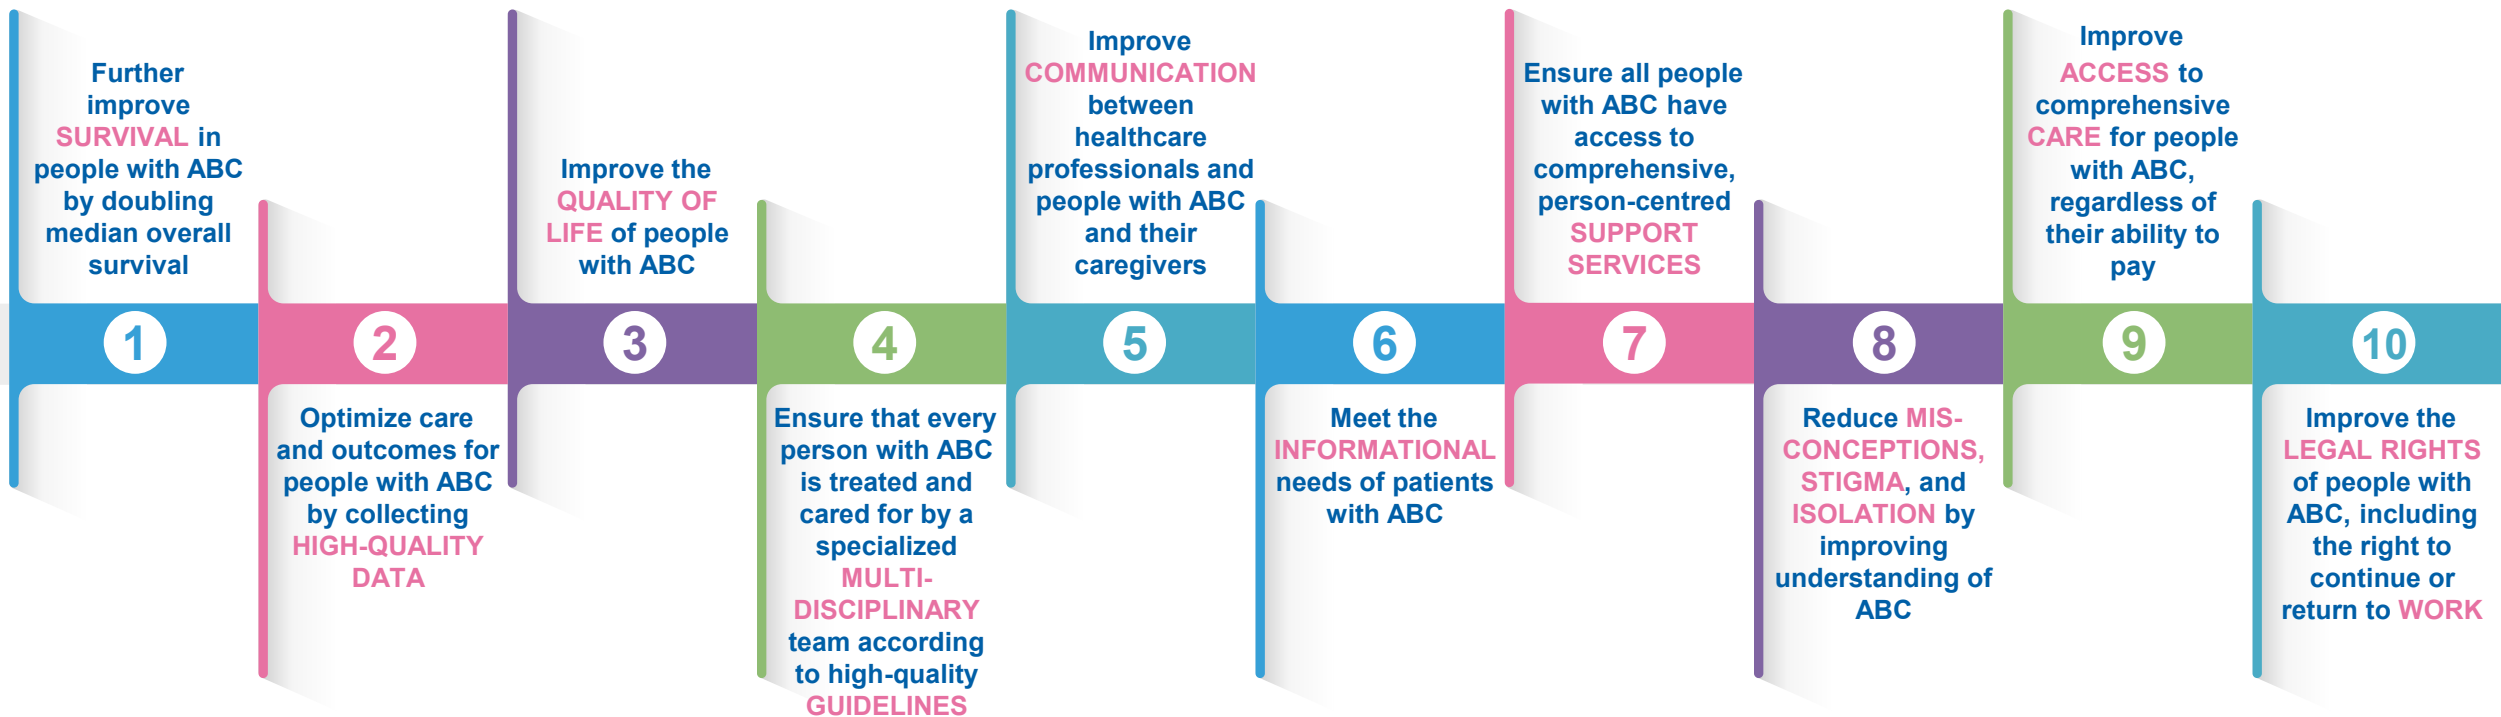 Further
improve
SURVIVAL in
people with ABC
by doubling
median overall
survival
1
2
Optimize care
and outcomes for
people with ABC
by collecting
HIGH-QUALITY
DATA
Improve the
QUALITY OF
LIFE of people
with ABC
3
4
Ensure that every
person with ABC
is treated and
cared for by a
specialized
MULTI-
DISCIPLINARY
team according
to high-quality
GUIDELINES
Improve
COMMUNICATION
between
healthcare
professionals and
people with ABC
and their
caregivers
5
6
Meet the
INFORMATIONAL
needs of patients
with ABC
Ensure all people
with ABC have
access to
comprehensive,
person-centred
SUPPORT
SERVICES
7
8
Reduce MIS-
CONCEPTIONS,
STIGMA, and
ISOLATION by
improving
understanding of
ABC
Improve
ACCESS to
comprehensive
CARE for people
with ABC,
regardless of
their ability to
pay
9
10
Improve the
LEGAL RIGHTS
of people with
ABC, including
the right to
continue or
return to WORK